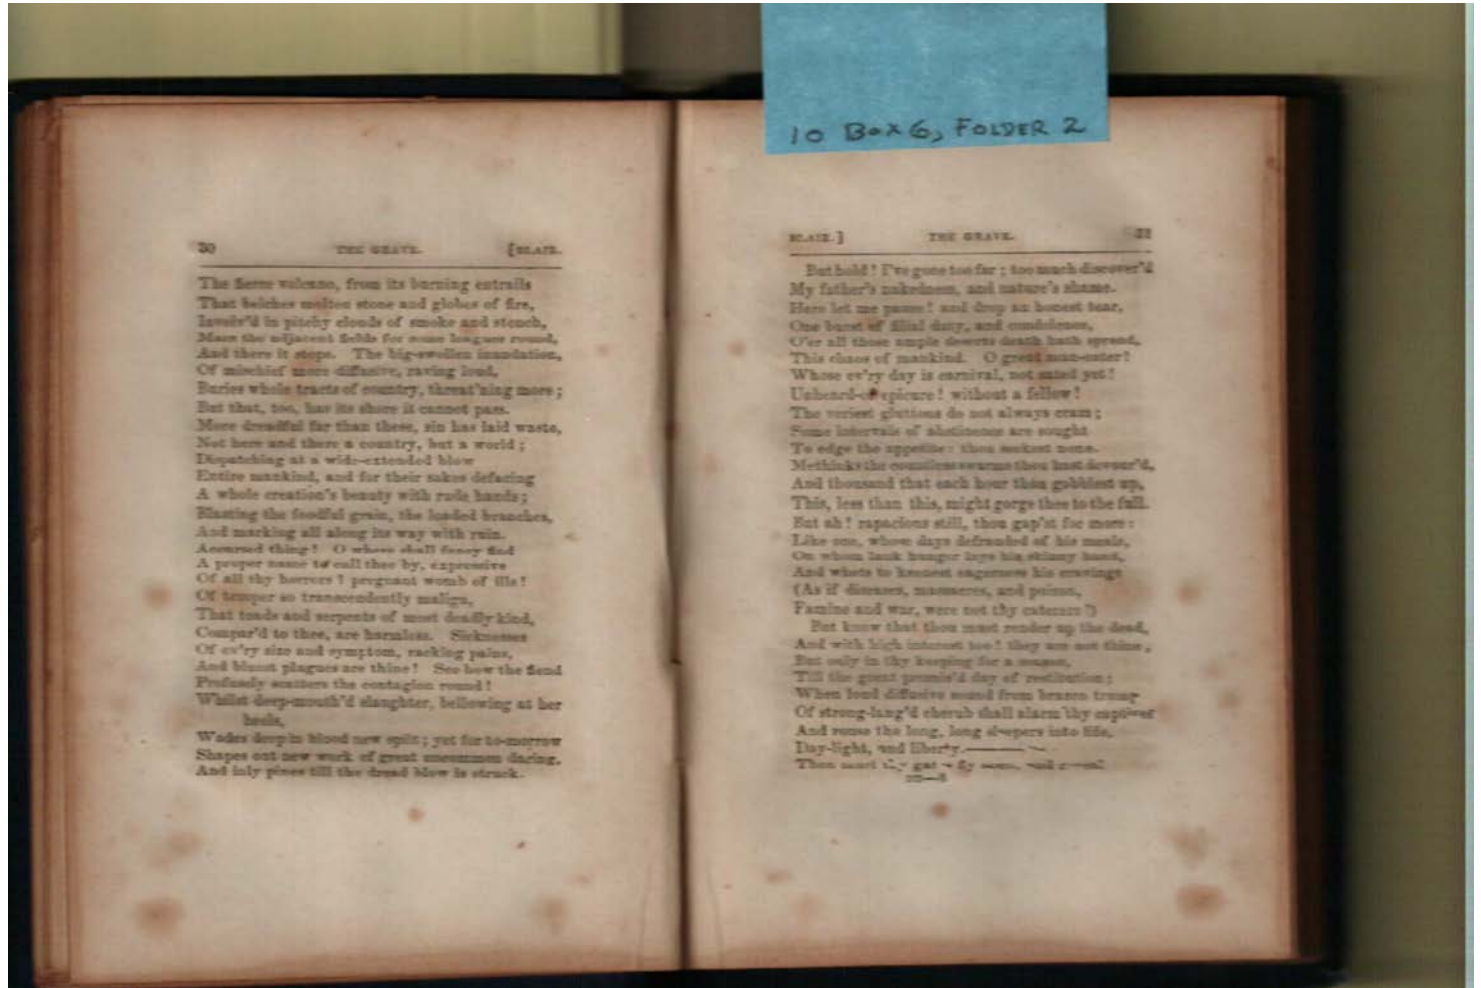 10 Box 6, FOLDER 2
30 THE GRAVE. [BLAIR.
The fierce volcano, from its burning entrails
That belches molten stone and globes of fire,
Involv'd in pitchy clouds of smoke and stench,
Mars the adjacent fields for some leagues round,
And there it stops. The big-swollen inundation,
Of mischief more diffusive, raving loud,
Buries whole tracts of country, threat'ning more;
But that, too, has its shore it cannot pass.
More dreadful far than these, sin has laid waste,
Not here and there a country, but a world;
Dispatching at a wide-extended blow
Entire mankind, and for their sakes defacing
A whole creation's beauty with rude hands;
Blasting the foodful grain, the loaded branches,
And marking all along its way with ruin.
Accursed thing! O where shall fancy find
A proper name to call thee by, expressive
Of all thy horrors? pregnant womb of ills!
Of temper so transcendently malign,
That toads and serpents of most deadly kind,
Compar'd to thee, are harmless. Sicknesses
Of ev'ry size and symptom, racking pains,
And bluest plagues are thine! See how the fiend
Profusely scatters the contagion round!
Whilst deep-mouth'd slaughter, bellowing at her
heels,
Wades deep in blood new spilt; yet for to-morrow
Shapes out new work of great uncommon daring,
And inly pines till the dread blow is struck.
BLAIR.] THE GRAVE. 31
But hold! I've gone too far; too much discover'd
My father's nakedness, and nature's shame.
Here let me pause! and drop an honest tear,
One burst of filial duty, and condolence,
O'er all those ample deserts death hath spread,
This chaos of mankind. O great man-eater!
Whose ev'ry day is carnival, not sated yet!
Unheard-of epicure! without a fellow!
The veriest gluttons do not always cram;
Some intervals of abstinence are sought
To edge the appetite: thou seekest none.
Methinks the countless swarms thou hast devour'd,
And thousand that each hour thou gobblest up,
This, less than this, might gorge thee to the full.
But ah! rapacious still, thou gap'st for more:
Like one, whose days defrauded of his meals,
On whom lank hunger lays his skinny hand,
And whets to keenest eagerness his cravings
(As if diseases, massacres, and poison,
Famine and war, were not thy caterers?)
But know that thou must render up the dead,
And with high interest too! they are not thine;
But only in thy keeping for a season,
Till the great promis'd day of restitution;
When loud diffusive sound from brazen trump
Of strong-lung'd cherub shall alarm thy captives
And rouse the long, long sleepers into life,
Day-light, and liberty.———
Then must thy